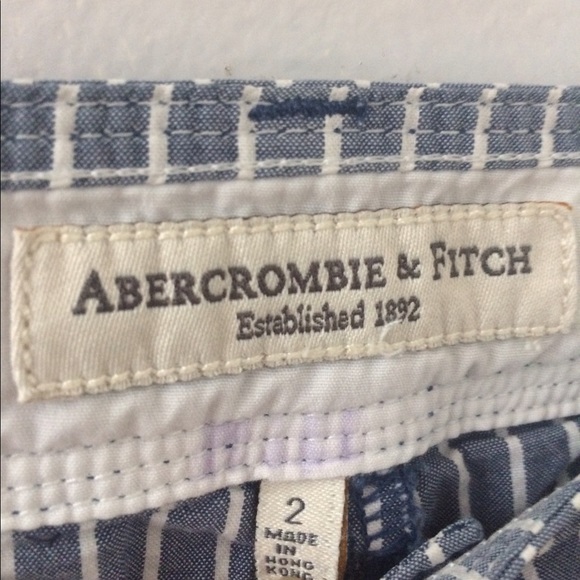 ABERCROMBIE & FITCH
Established 1892
2
MADE
IN
HONG
KONG